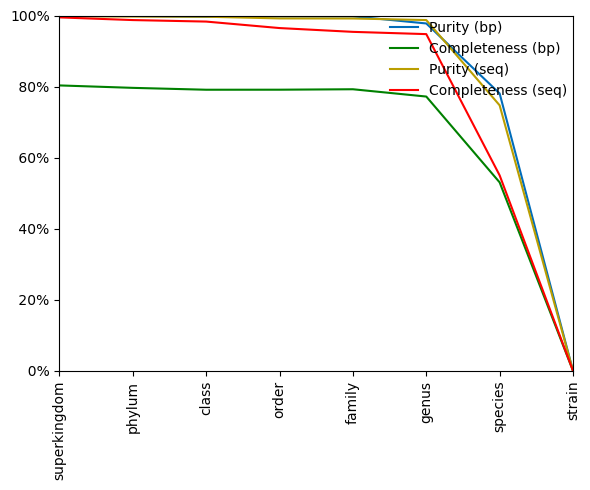 100%
80%
60%
40%
20%
0%
Purity (bp)
Completeness (bp)
Purity (seq)
Completeness (seq)
superkingdom
phylum
class
order
family
genus
species
strain